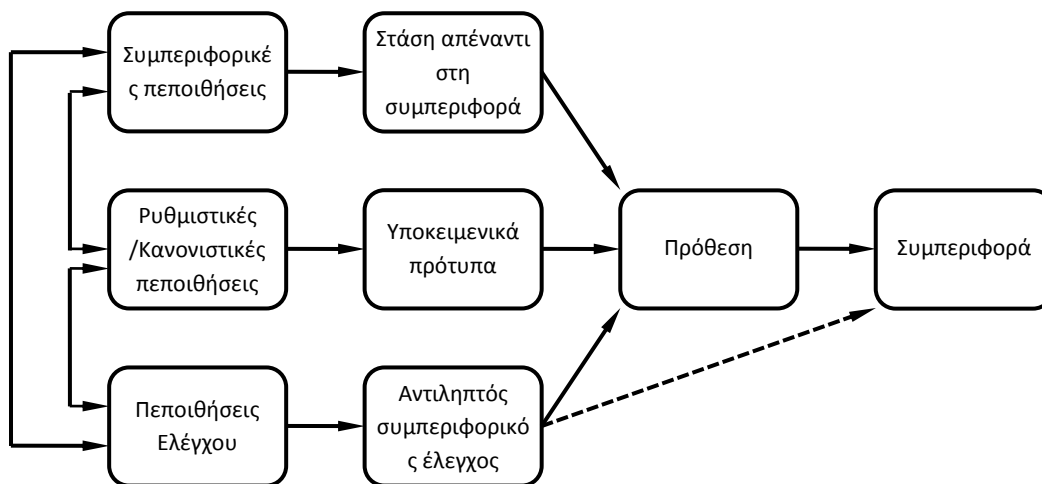 Συμπεριφορικέ
ς πεποιθήσεις
Στάση απέναντι
στη
συμπεριφορά
Ρυθμιστικές
/Κανονιστικές
πεποιθήσεις
Υποκειμενικά
πρότυπα
Πρόθεση
Συμπεριφορά
Πεποιθήσεις
Ελέγχου
Αντιληπτός
συμπεριφορικό
ς έλεγχος